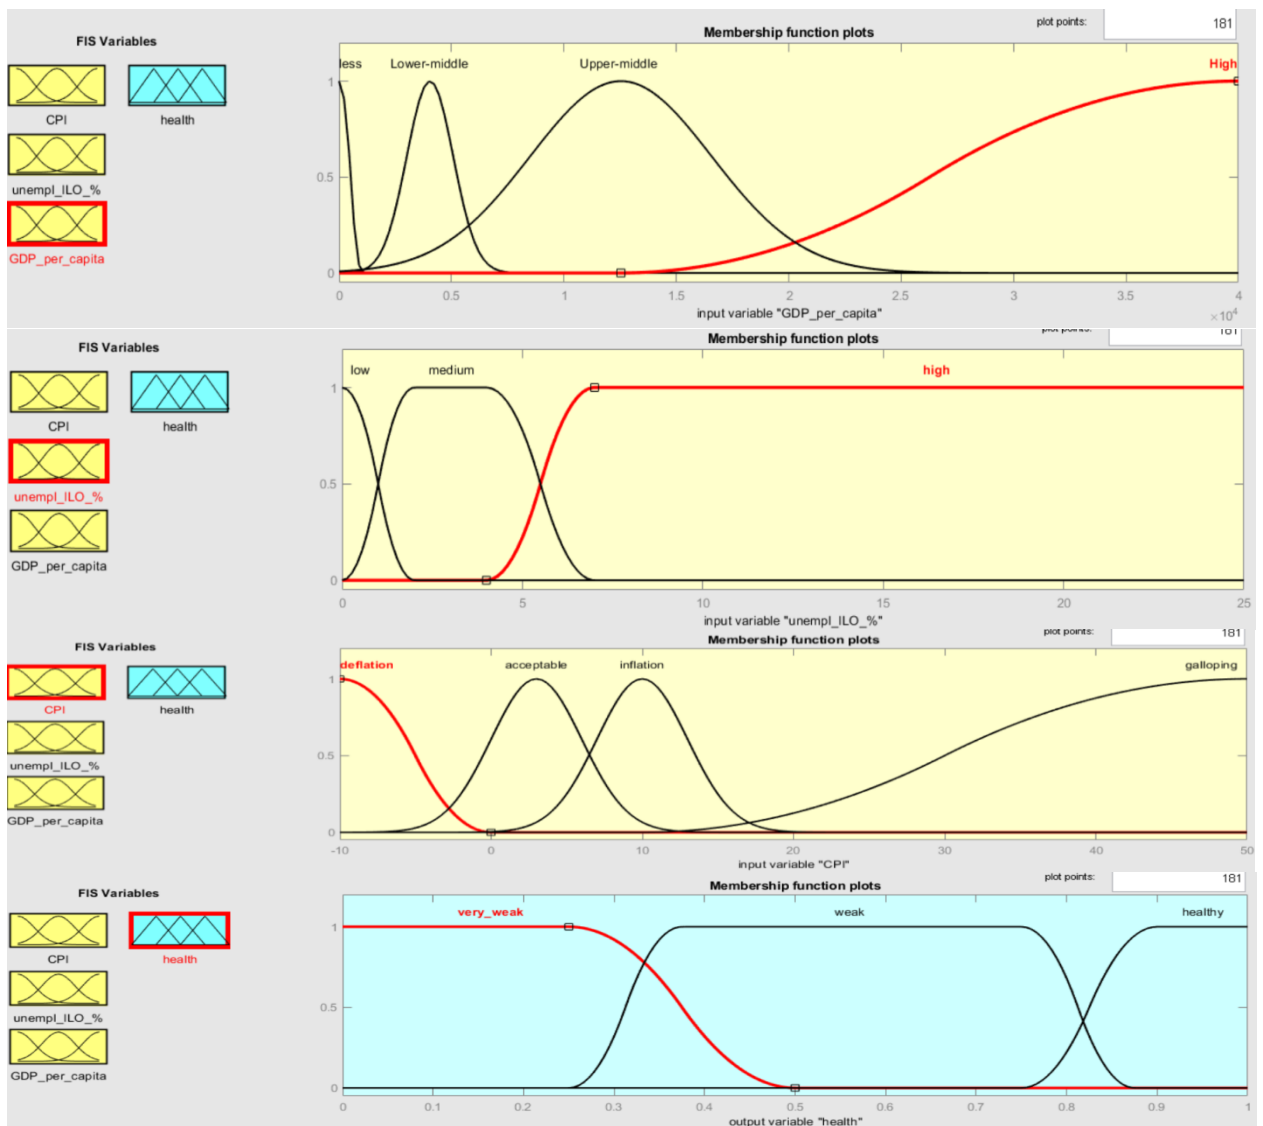 plot points: 181
FIS Variables
Membership function plots
less Lower-middle Upper-middle High
CPI health
unempl_ILO_%
GDP_per_capita
1
0.5
0
0 0.5 1 1.5 2 2.5 3 3.5 4
×10^4
input variable "GDP_per_capita"
plot points: 181
FIS Variables
Membership function plots
low medium high
CPI health
unempl_ILO_%
GDP_per_capita
1
0.5
0
0 5 10 15 20 25
input variable "unempl_ILO_%"
plot points: 181
FIS Variables
Membership function plots
deflation acceptable inflation galloping
CPI health
unempl_ILO_%
GDP_per_capita
1
0.5
0
-10 0 10 20 30 40 50
input variable "CPI"
plot points: 181
FIS Variables
Membership function plots
very_weak weak healthy
CPI health
unempl_ILO_%
GDP_per_capita
1
0.5
0
0 0.1 0.2 0.3 0.4 0.5 0.6 0.7 0.8 0.9 1
output variable "health"